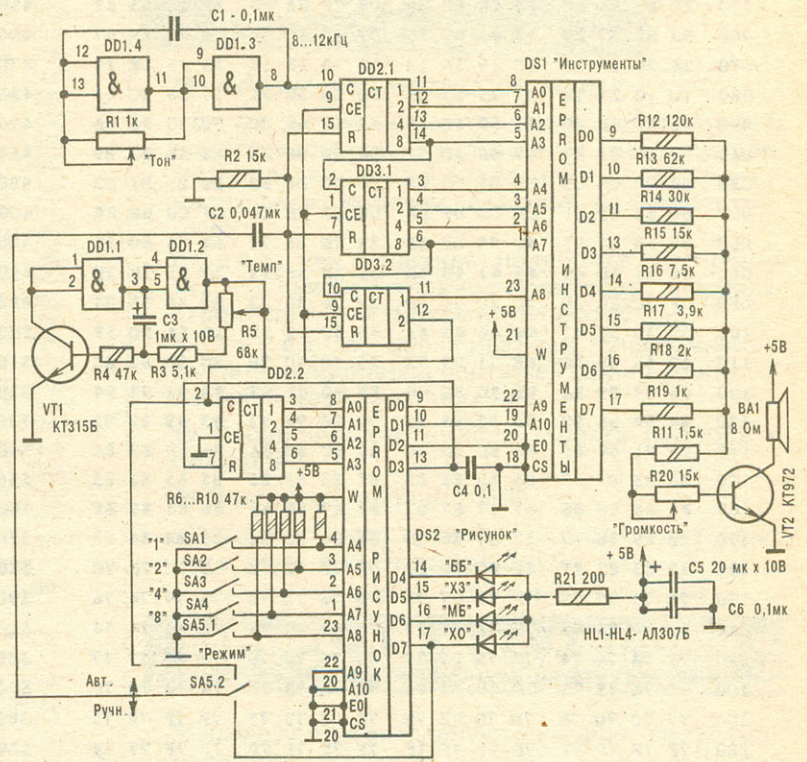 C1 - 0,1мк
8...12кГц
DD1.4
DD1.3
12
13
&
11
9
10
&
8
R1 1к
"Тон"
DD2.1
10
9
15
C
CE
R
CT
1
2
4
8
11
12
13
14
DS1 "Инструменты"
8
7
6
5
A0
A1
A2
A3
EPROM
ИНСТРУМЕНТЫ
R2 15к
C2 0,047мк
DD3.1
2
1
7
C
CE
R
CT
1
2
4
8
3
4
5
6
4
3
2
1
A4
A5
A6
A7
DD3.2
10
9
15
C
CE
R
CT
1
2
11
12
23
A8
+5В
21
W
22
19
20
18
A9
A10
E0
CS
D0
D1
D2
D3
D4
D5
D6
D7
9
10
11
13
14
15
16
17
R12 120к
R13 62к
R14 30к
R15 15к
R16 7,5к
R17 3,9к
R18 2к
R19 1к
R11 1,5к
R20 15к
"Громкость"
+5В
BA1
8 Ом
VT2 КТ972
DD1.1
DD1.2
1
2
&
3
4
5
&
"Темп"
+
C3
1мк х 10В
R5
68к
R4 47к
R3 5,1к
VT1
КТ315Б
DD2.2
2
1
7
C
CE
R
CT
1
2
4
8
3
4
5
6
8
7
6
5
A0
A1
A2
A3
EPROM
РИСУНОК
D0
D1
D2
D3
9
10
11
13
C4 0,1
+5В
R6...R10 47к
W
DS2 "Рисунок"
"1"
SA1
4
A4
"2"
SA2
3
A5
"4"
SA3
2
A6
"8"
SA4
1
A7
SA5.1
23
A8
D4
D5
D6
D7
14
15
16
17
"ББ"
"ХЗ"
"МБ"
"ХО"
R21 200
+5В
+
C5 20 мк х 10В
C6 0,1мк
HL1-HL4- АЛ307Б
"Режим"
Авт.
Ручн.
SA5.2
22
20
21
20
A9
A10
E0
CS